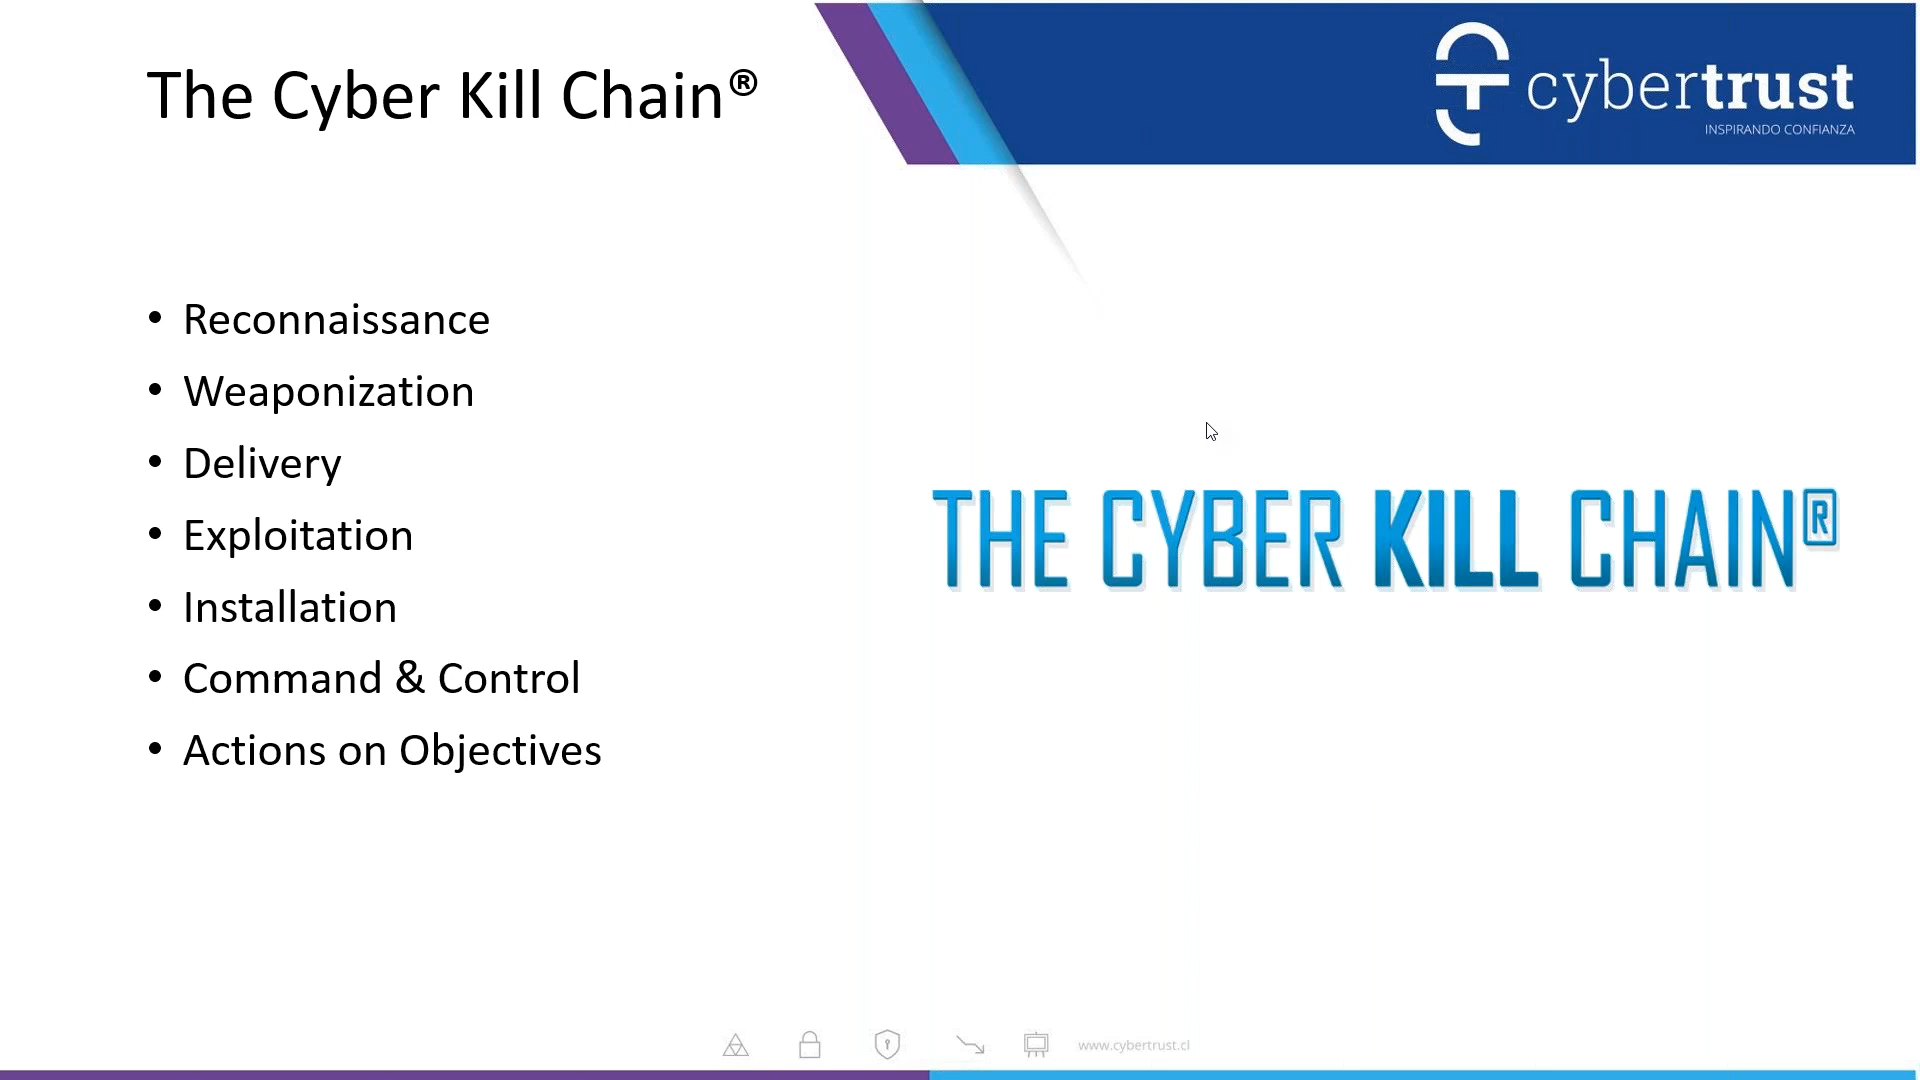 The Cyber Kill Chain®
cybertrust
INSPIRANDO CONFIANZA
• Reconnaissance
• Weaponization
• Delivery
• Exploitation
• Installation
• Command & Control
• Actions on Objectives
THE CYBER KILL CHAIN®
www.cybertrust.cl